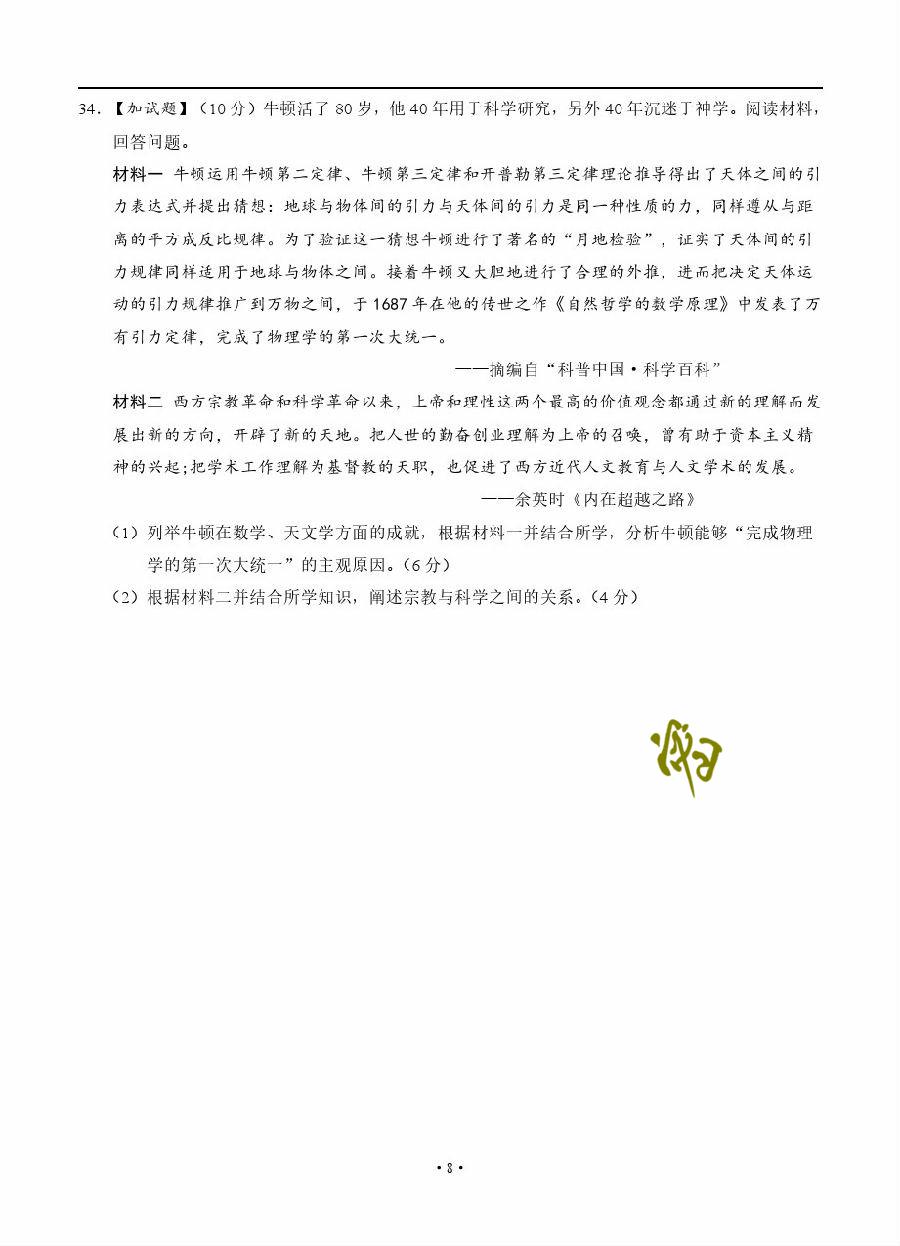 34．【加试题】（10 分）牛顿活了 80 岁，他 40 年用于科学研究，另外 40 年沉迷于神学。阅读材料，
回答问题。
材料一 牛顿运用牛顿第二定律、牛顿第三定律和开普勒第三定律理论推导得出了天体之间的引
力表达式并提出猜想：地球与物体间的引力与天体间的引力是同一种性质的力，同样遵从与距
离的平方成反比规律。为了验证这一猜想牛顿进行了著名的“月地检验”，证实了天体间的引
力规律同样适用于地球与物体之间。接着牛顿又大胆地进行了合理的外推，进而把决定天体运
动的引力规律推广到万物之间，于 1687 年在他的传世之作《自然哲学的数学原理》中发表了万
有引力定律，完成了物理学的第一次大统一。
——摘编自“科普中国·科学百科”
材料二 西方宗教革命和科学革命以来，上帝和理性这两个最高的价值观念都通过新的理解而发
展出新的方向，开辟了新的天地。把人世的勤奋创业理解为上帝的召唤，曾有助于资本主义精
神的兴起;把学术工作理解为基督教的天职，也促进了西方近代人文教育与人文学术的发展。
——余英时《内在超越之路》
（1）列举牛顿在数学、天文学方面的成就，根据材料一并结合所学，分析牛顿能够“完成物理
学的第一次大统一”的主观原因。（6 分）
（2）根据材料二并结合所学知识，阐述宗教与科学之间的关系。（4 分）
·8·